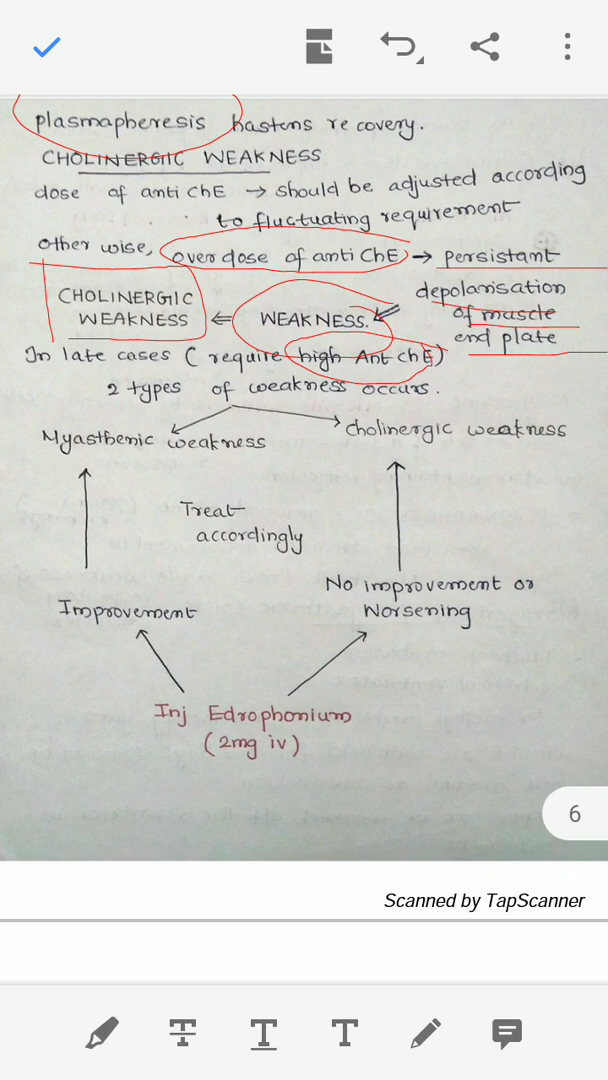 plasmapheresis hastens recovery.
CHOLINERGIIC WEAKNESS
dose of anti ChE → should be adjusted according
to fluctuating requirement
other wise, over dose of anti ChE → persistant
depolarisation
of muscle
end plate
⇐ WEAKNESS. ⇐
CHOLINERGIC
WEAKNESS
In late cases ( require high Ant chE)
2 types of weakness occurs.
Myasthenic weakness
cholinergic weakness
Treat
accordingly
Improvement
No improvement or
Worsening
Inj Edrophonium
(2mg iv)
6
Scanned by TapScanner
T T T